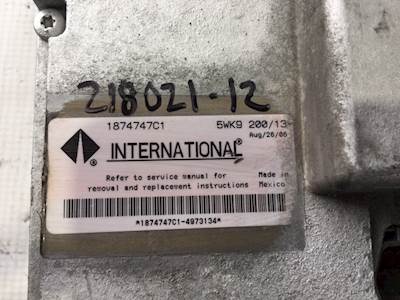 218021-12
1874747C1 5WK9 200/13
Aug/26/06
INTERNATIONAL®
Refer to service manual for
removal and replacement instructions
Made in
Mexico
*1874747C1-4973134*